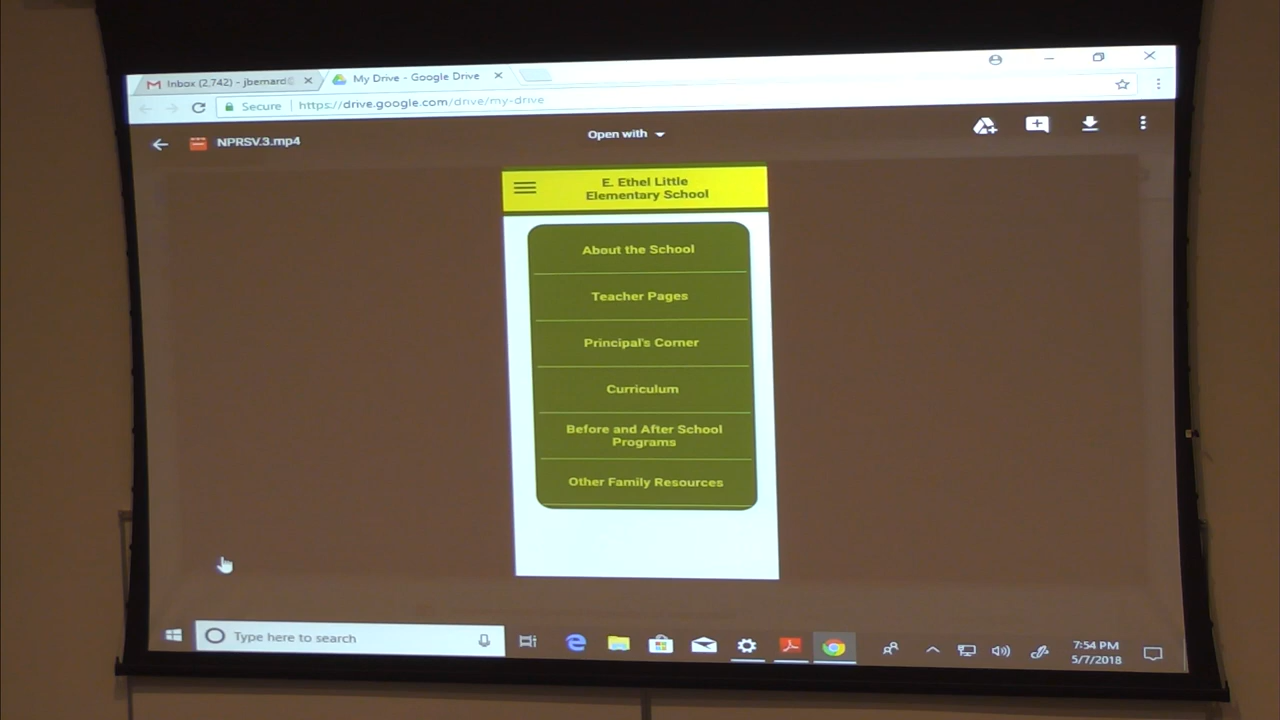 Inbox (2,742) - jbernard
My Drive - Google Drive
Secure
https://drive.google.com/drive/my-drive
NPRSV.3.mp4
Open with
E. Ethel Little
Elementary School
About the School
Teacher Pages
Principal's Corner
Curriculum
Before and After School
Programs
Other Family Resources
Type here to search
7:54 PM
5/7/2018